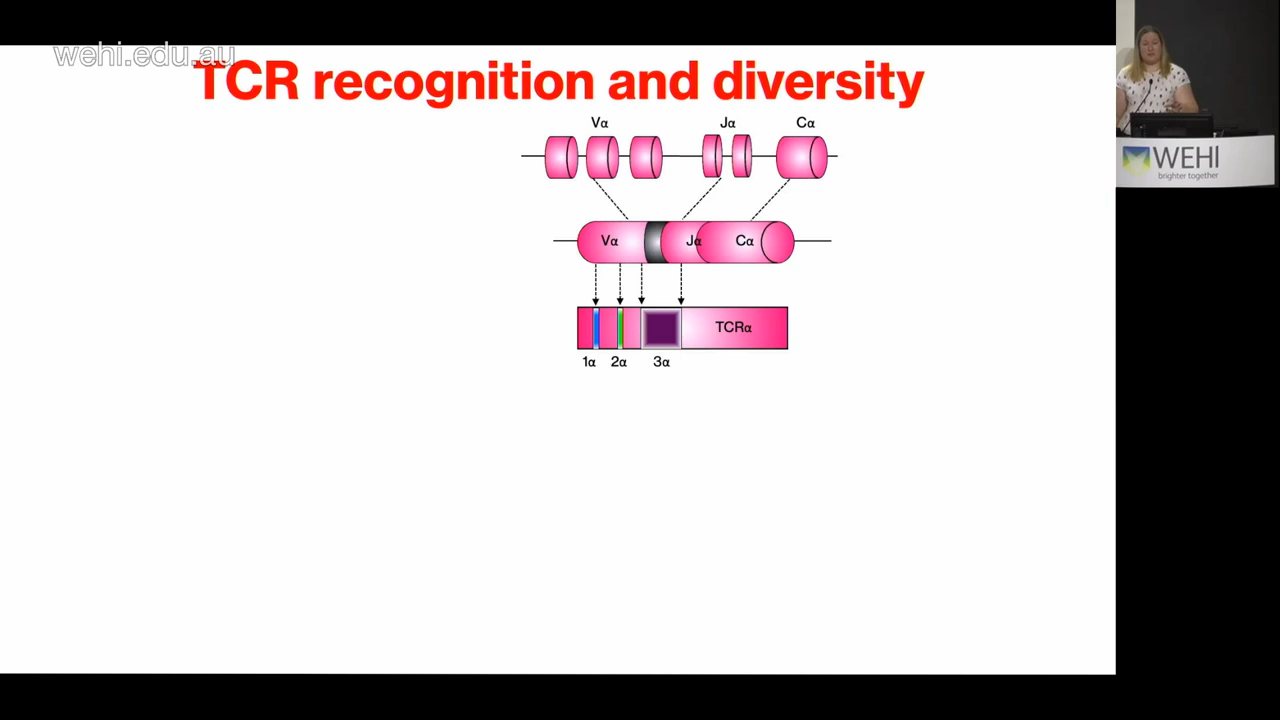 wehi.edu.au
TCR recognition and diversity
Vα Jα Cα
Vα Jα Cα
TCRα
1α 2α 3α
WEHI
brighter together